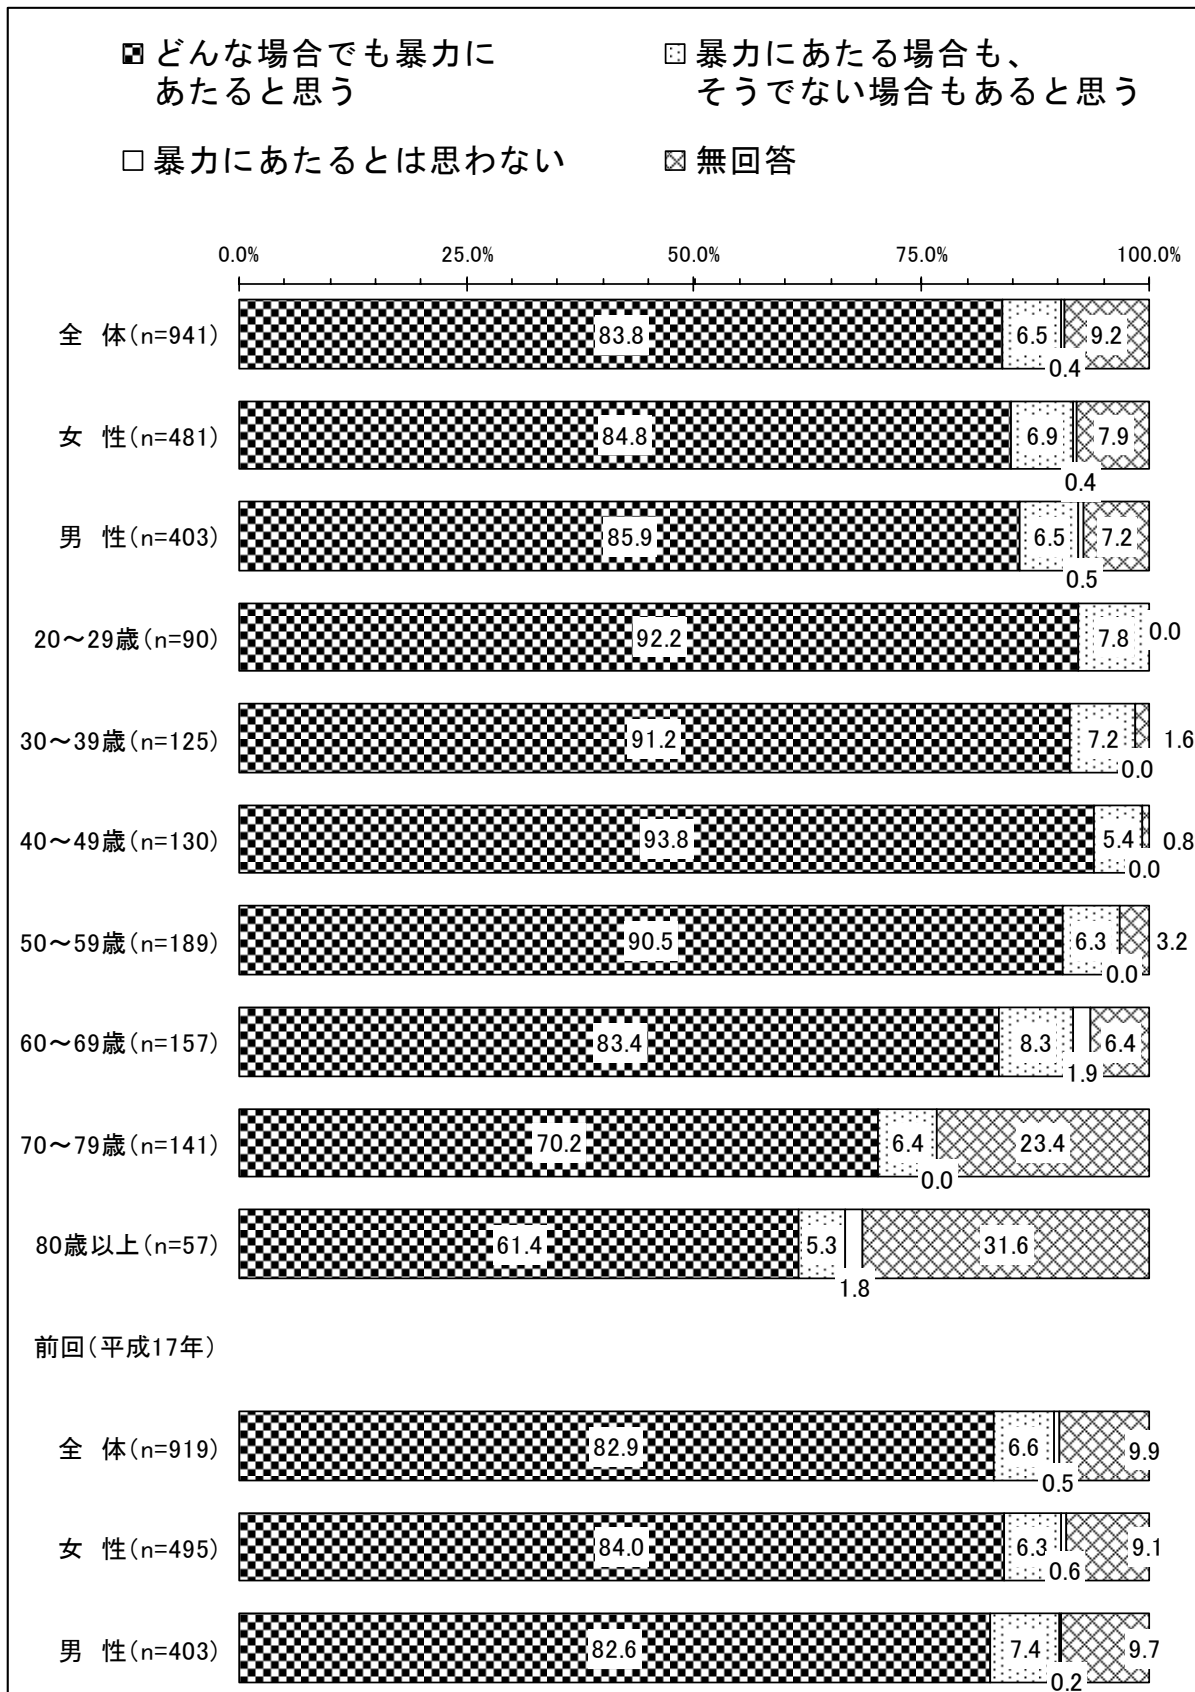 どんな場合でも暴力に
あたると思う
暴力にあたる場合も、
そうでない場合もあると思う
暴力にあたるとは思わない
無回答
0.0% 25.0% 50.0% 75.0% 100.0%
全 体(n=941) 83.8 6.5 0.4 9.2
女 性(n=481) 84.8 6.9 0.4 7.9
男 性(n=403) 85.9 6.5 0.5 7.2
20～29歳(n=90) 92.2 7.8 0.0
30～39歳(n=125) 91.2 7.2 0.0 1.6
40～49歳(n=130) 93.8 5.4 0.0 0.8
50～59歳(n=189) 90.5 6.3 0.0 3.2
60～69歳(n=157) 83.4 8.3 1.9 6.4
70～79歳(n=141) 70.2 6.4 0.0 23.4
80歳以上(n=57) 61.4 5.3 1.8 31.6
前回(平成17年)
全 体(n=919) 82.9 6.6 0.5 9.9
女 性(n=495) 84.0 6.3 0.6 9.1
男 性(n=403) 82.6 7.4 0.2 9.7